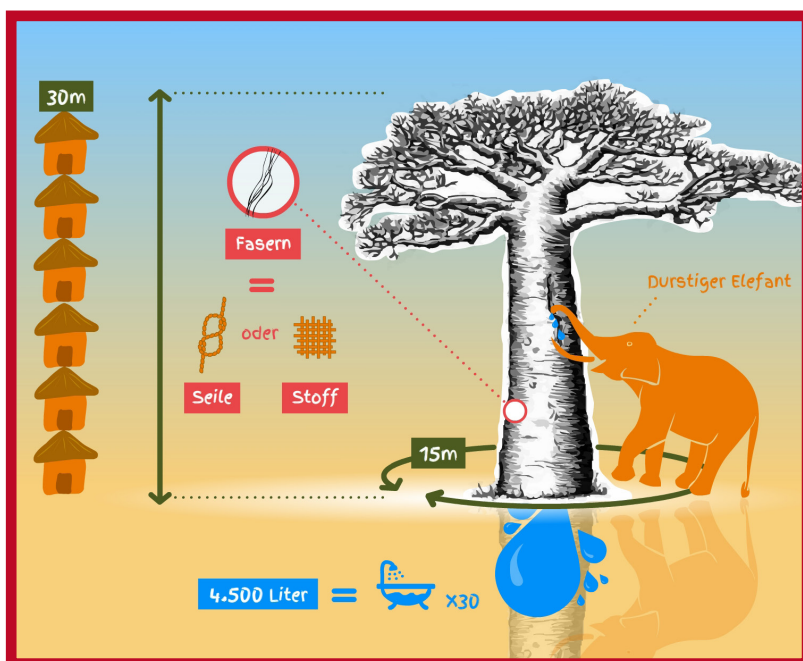 30m
Fasern
=
oder
Seile
Stoff
Durstiger Elefant
15m
4.500 Liter = x30